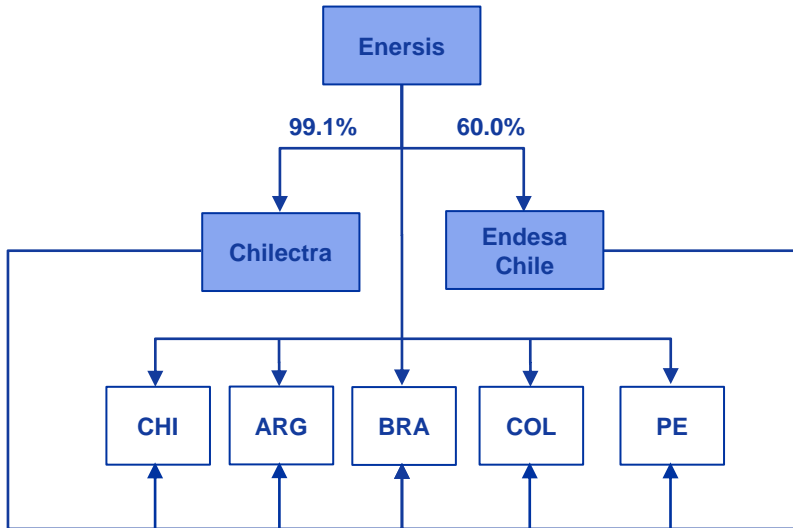 Enersis
99.1%
60.0%
Chilectra
Endesa
Chile
CHI
ARG
BRA
COL
PE